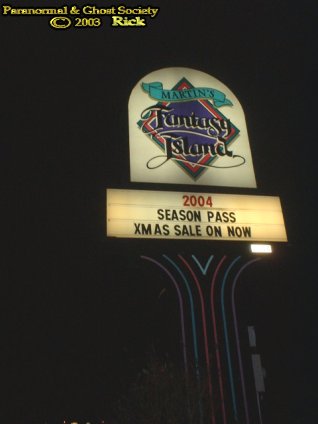 Paranormal & Ghost Society
© 2003 Rick
MARTIN'S
Fantasy
Island
2004
SEASON PASS
XMAS SALE ON NOW